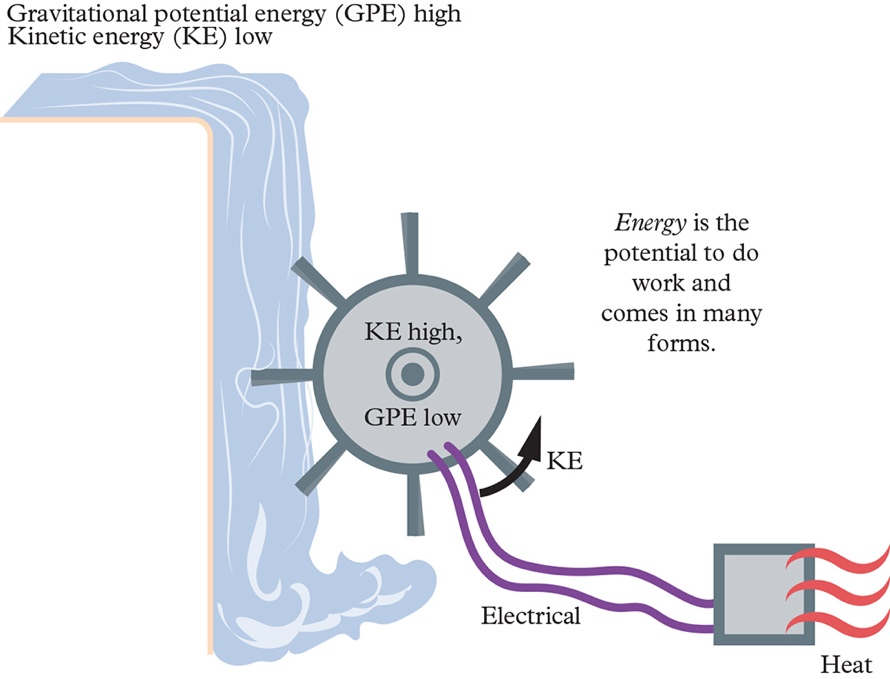 Gravitational potential energy (GPE) high
Kinetic energy (KE) low
Energy is the
potential to do
work and
comes in many
forms.
KE high,
GPE low
KE
Electrical
Heat